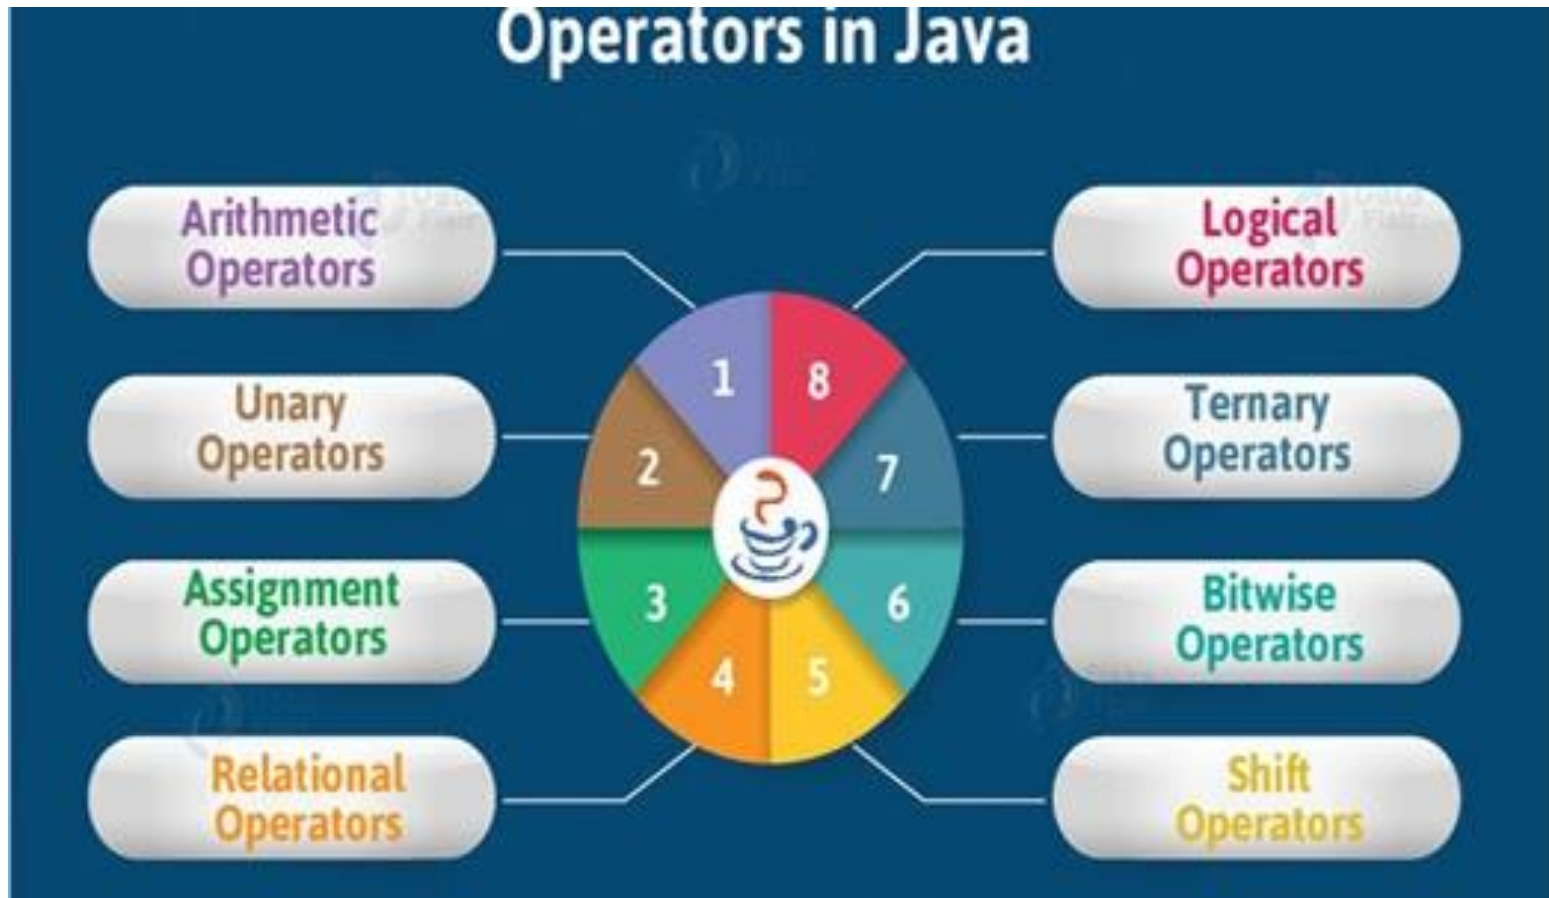 Operators in Java
Arithmetic
Operators
Unary
Operators
Assignment
Operators
Relational
Operators
Logical
Operators
Ternary
Operators
Bitwise
Operators
Shift
Operators
1
2
3
4
5
6
7
8